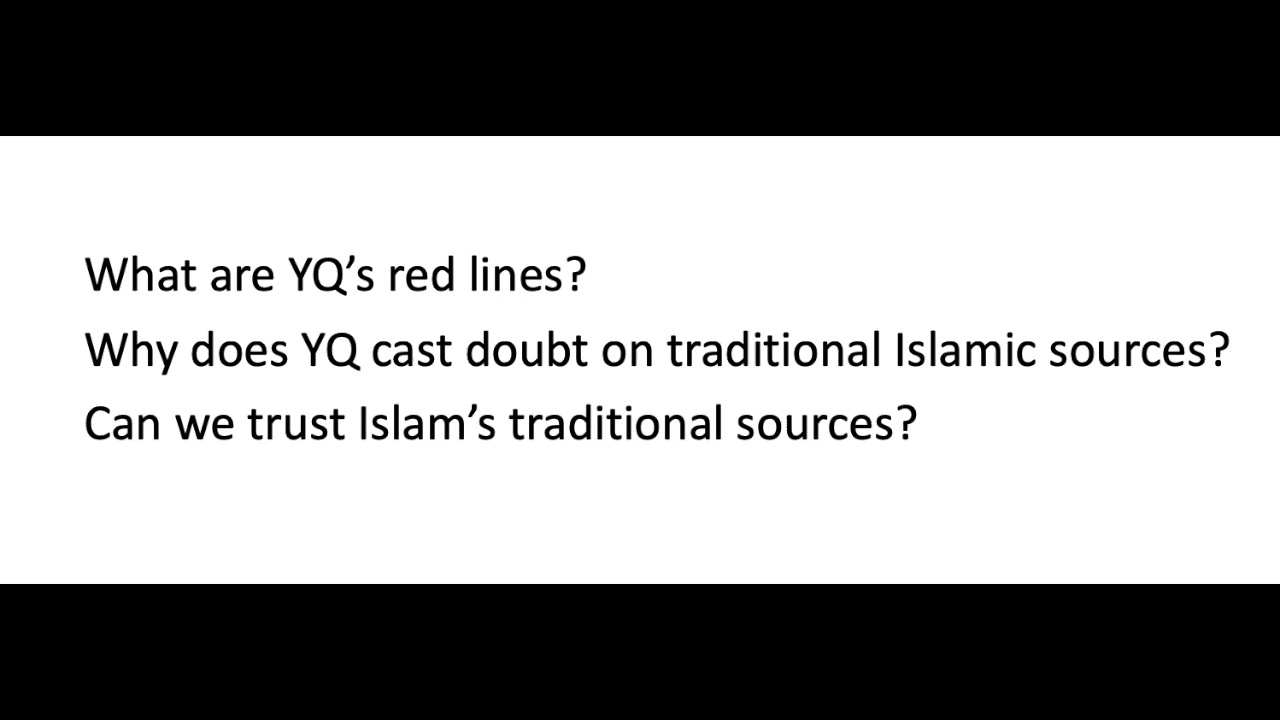 What are YQ’s red lines?
Why does YQ cast doubt on traditional Islamic sources?
Can we trust Islam’s traditional sources?